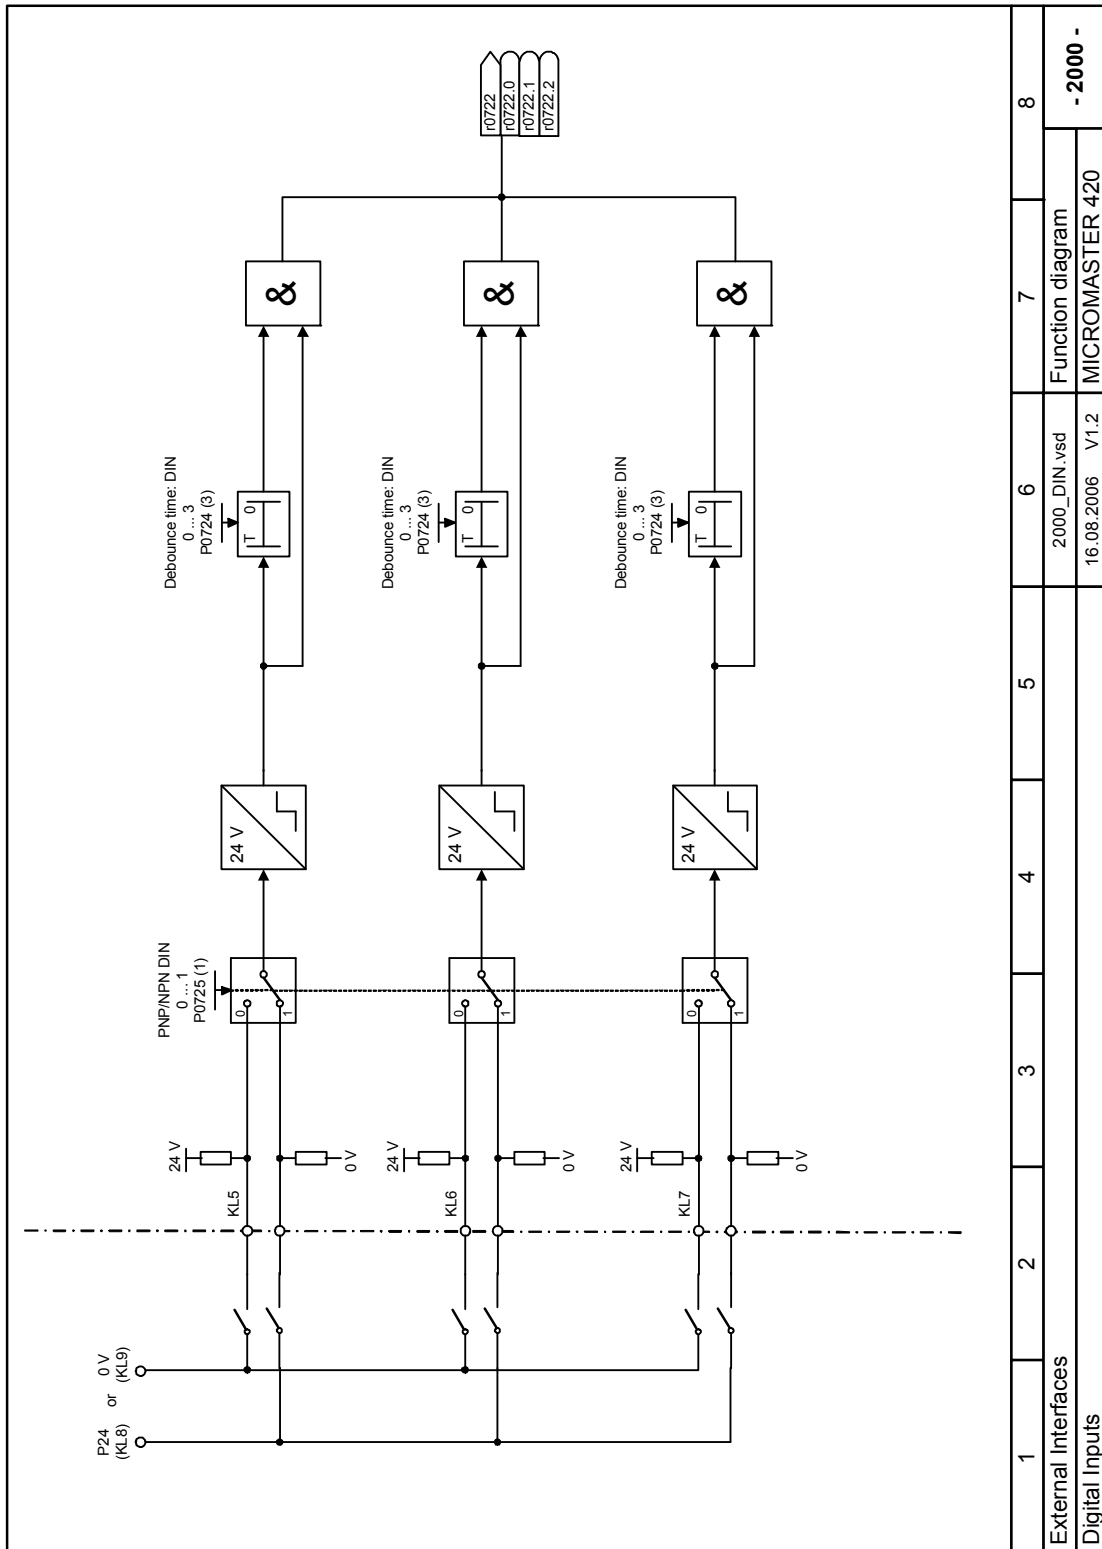 P24
(KL8)
or
0 V
(KL9)
KL5
24 V
0 V
PNP/NPN DIN
0 ... 1
P0725 (1)
0
1
24 V
Debounce time: DIN
0 ... 3
P0724 (3)
T 0
&
KL6
24 V
0 V
0
1
24 V
Debounce time: DIN
0 ... 3
P0724 (3)
T 0
&
KL7
24 V
0 V
0
1
24 V
Debounce time: DIN
0 ... 3
P0724 (3)
T 0
&
r0722
r0722.0
r0722.1
r0722.2
1 2 3 4 5 6 7 8
External Interfaces 2000_DIN.vsd Function diagram - 2000 -
Digital Inputs 16.08.2006 V1.2 MICROMASTER 420